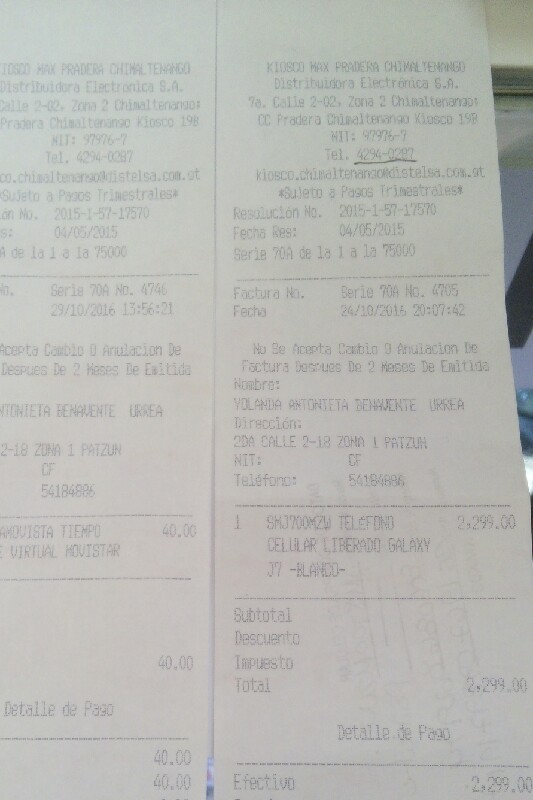 KIOSCO MAX PRADERA CHIMALTENANGO
Distribuidora Electrónica S.A.
Calle 2-02, Zona 2 Chimaltenango;
Pradera Chimaltenango Kiosco 19B
NIT: 97976-7
Tel. 4294-0287
co.chimaltenango@distelsa.com.gt
*Sujeto a Pagos Trimestrales*
ón No. 2015-1-57-17570
s: 04/05/2015
A de la 1 a la 75000
No. Serie 70A No. 4746
29/10/2016 13:56:21
Acepta Cambio O Anulacion De
Despues De 2 Meses De Emitida
NTONIETA BENAVENTE URREA
2-18 ZONA 1 PATZUN
CF
54184886
MOVISTA TIEMPO 40.00
E VIRTUAL MOVISTAR
40.00
Detalle de Pago
40.00
40.00
KIOSCO MAX PRADERA CHIMALTENANGO
Distribuidora Electrónica S.A.
7a. Calle 2-02, Zona 2 Chimaltenango;
CC Pradera Chimaltenango Kiosco 19B
NIT: 97976-7
Tel. 4294-0287
kiosco.chimaltenango@distelsa.com.gt
*Sujeto a Pagos Trimestrales*
Resolución No. 2015-1-57-17570
Fecha Res: 04/05/2015
Serie 70A de la 1 a la 75000
Factura No. Serie 70A No. 4705
Fecha 24/10/2016 20:07:42
No Se Acepta Cambio O Anulacion De
Factura Despues De 2 Meses De Emitida
Nombre:
YOLANDA ANTONIETA BENAVENTE URREA
Dirección:
2DA CALLE 2-18 ZONA 1 PATZUN
NIT: CF
Teléfono: 54184886
1 SMJ700MZW TELÉFONO 2,299.00
CELULAR LIBERADO GALAXY
J7 -BLANCO-
Subtotal
Descuento
Impuesto
Total 2,299.00
Detalle de Pago
Efectivo 2,299.00